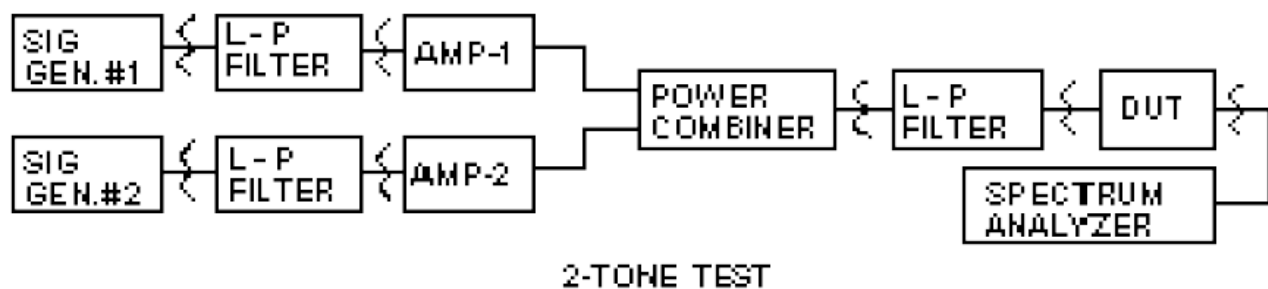 SIG
GEN.#1
L-P
FILTER
AMP-1
POWER
COMBINER
L-P
FILTER
DUT
SIG
GEN.#2
L-P
FILTER
AMP-2
SPECTRUM
ANALYZER
2-TONE TEST